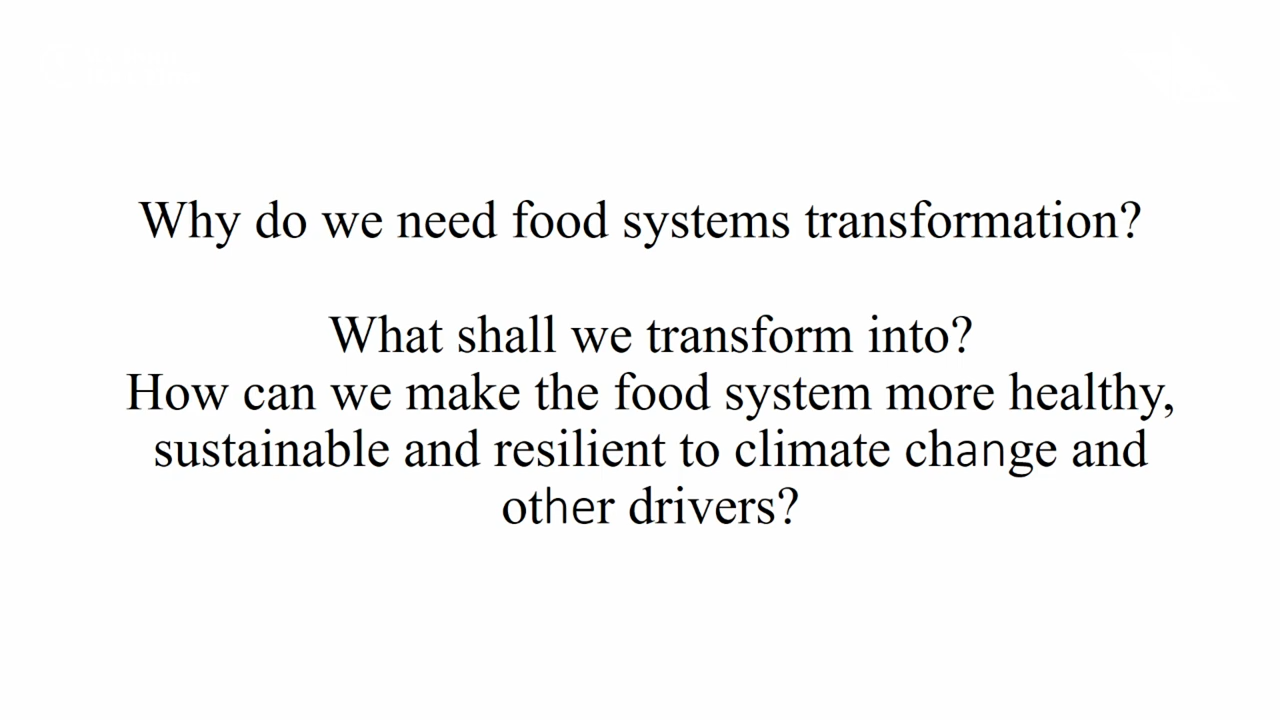 Why do we need food systems transformation?
What shall we transform into?
How can we make the food system more healthy,
sustainable and resilient to climate change and
other drivers?